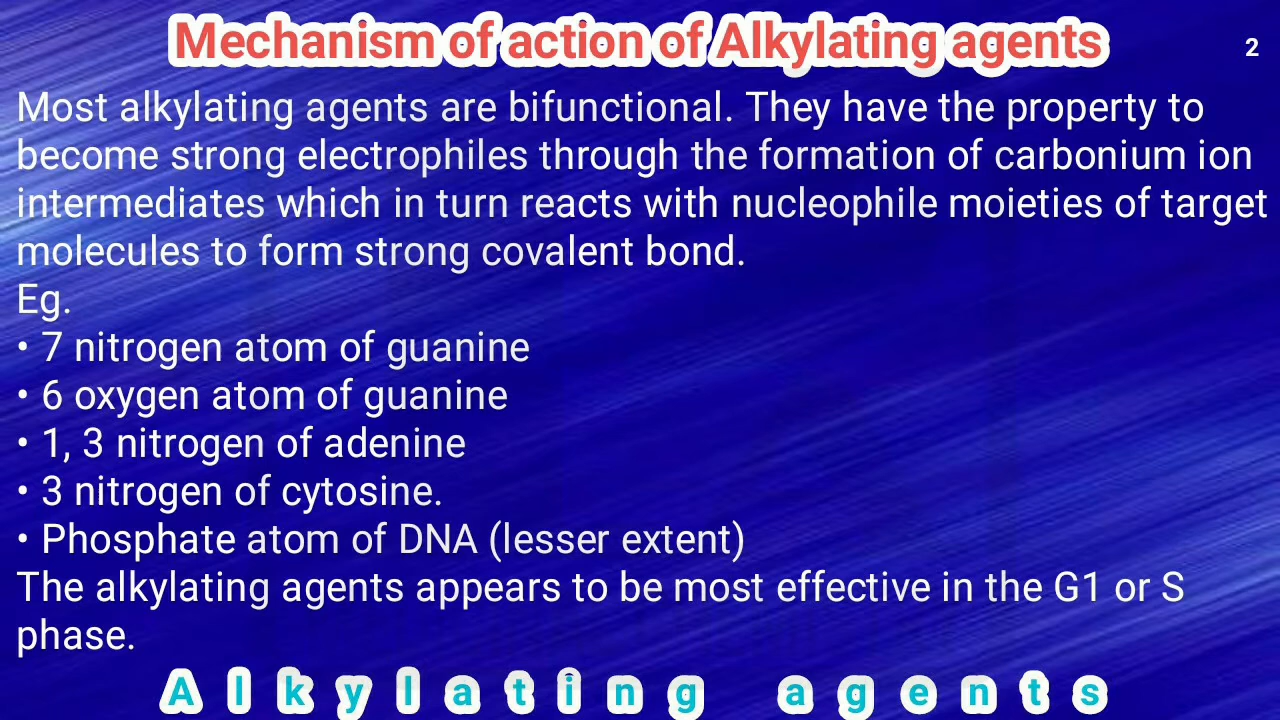 Mechanism of action of Alkylating agents
2
Most alkylating agents are bifunctional. They have the property to
become strong electrophiles through the formation of carbonium ion
intermediates which in turn reacts with nucleophile moieties of target
molecules to form strong covalent bond.
Eg.
• 7 nitrogen atom of guanine
• 6 oxygen atom of guanine
• 1, 3 nitrogen of adenine
• 3 nitrogen of cytosine.
• Phosphate atom of DNA (lesser extent)
The alkylating agents appears to be most effective in the G1 or S
phase.
Alkylating agents